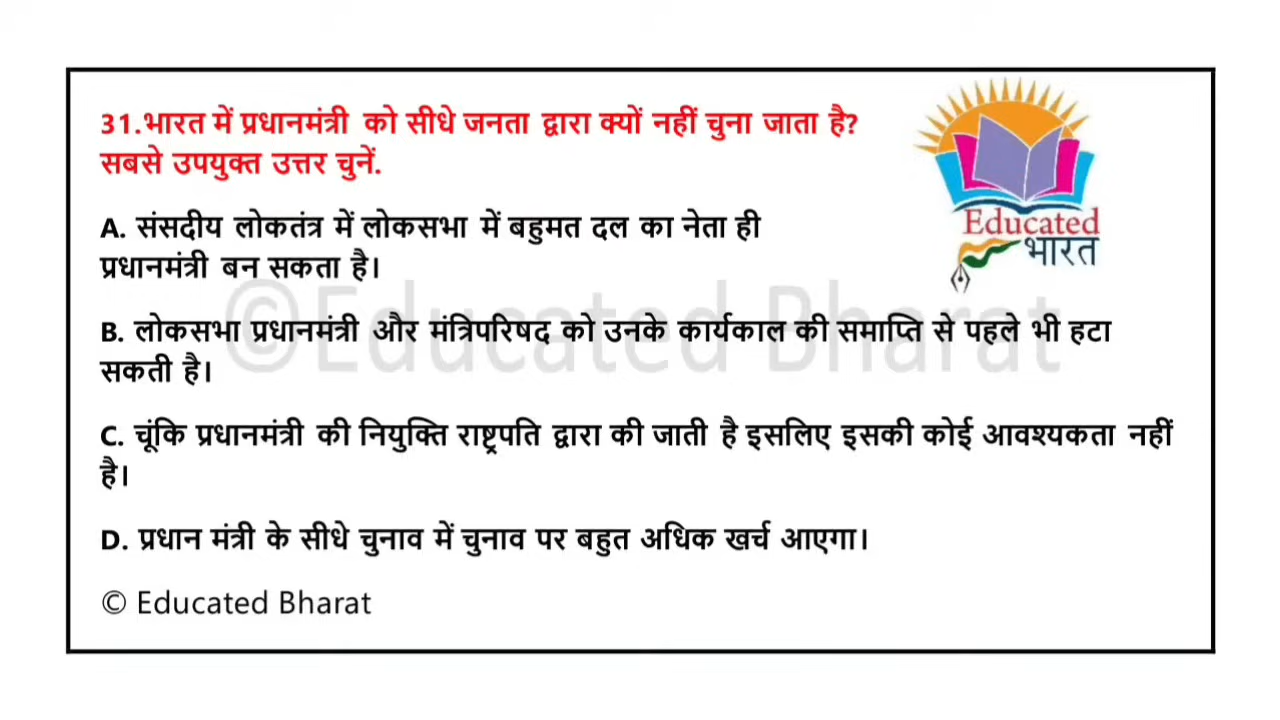 31.भारत में प्रधानमंत्री को सीधे जनता द्वारा क्यों नहीं चुना जाता है?
सबसे उपयुक्त उत्तर चुनें.
A. संसदीय लोकतंत्र में लोकसभा में बहुमत दल का नेता ही
प्रधानमंत्री बन सकता है।
B. लोकसभा प्रधानमंत्री और मंत्रिपरिषद को उनके कार्यकाल की समाप्ति से पहले भी हटा
सकती है।
C. चूंकि प्रधानमंत्री की नियुक्ति राष्ट्रपति द्वारा की जाती है इसलिए इसकी कोई आवश्यकता नहीं
है।
D. प्रधान मंत्री के सीधे चुनाव में चुनाव पर बहुत अधिक खर्च आएगा।
© Educated Bharat
Educated
भारत
©Educated Bharat